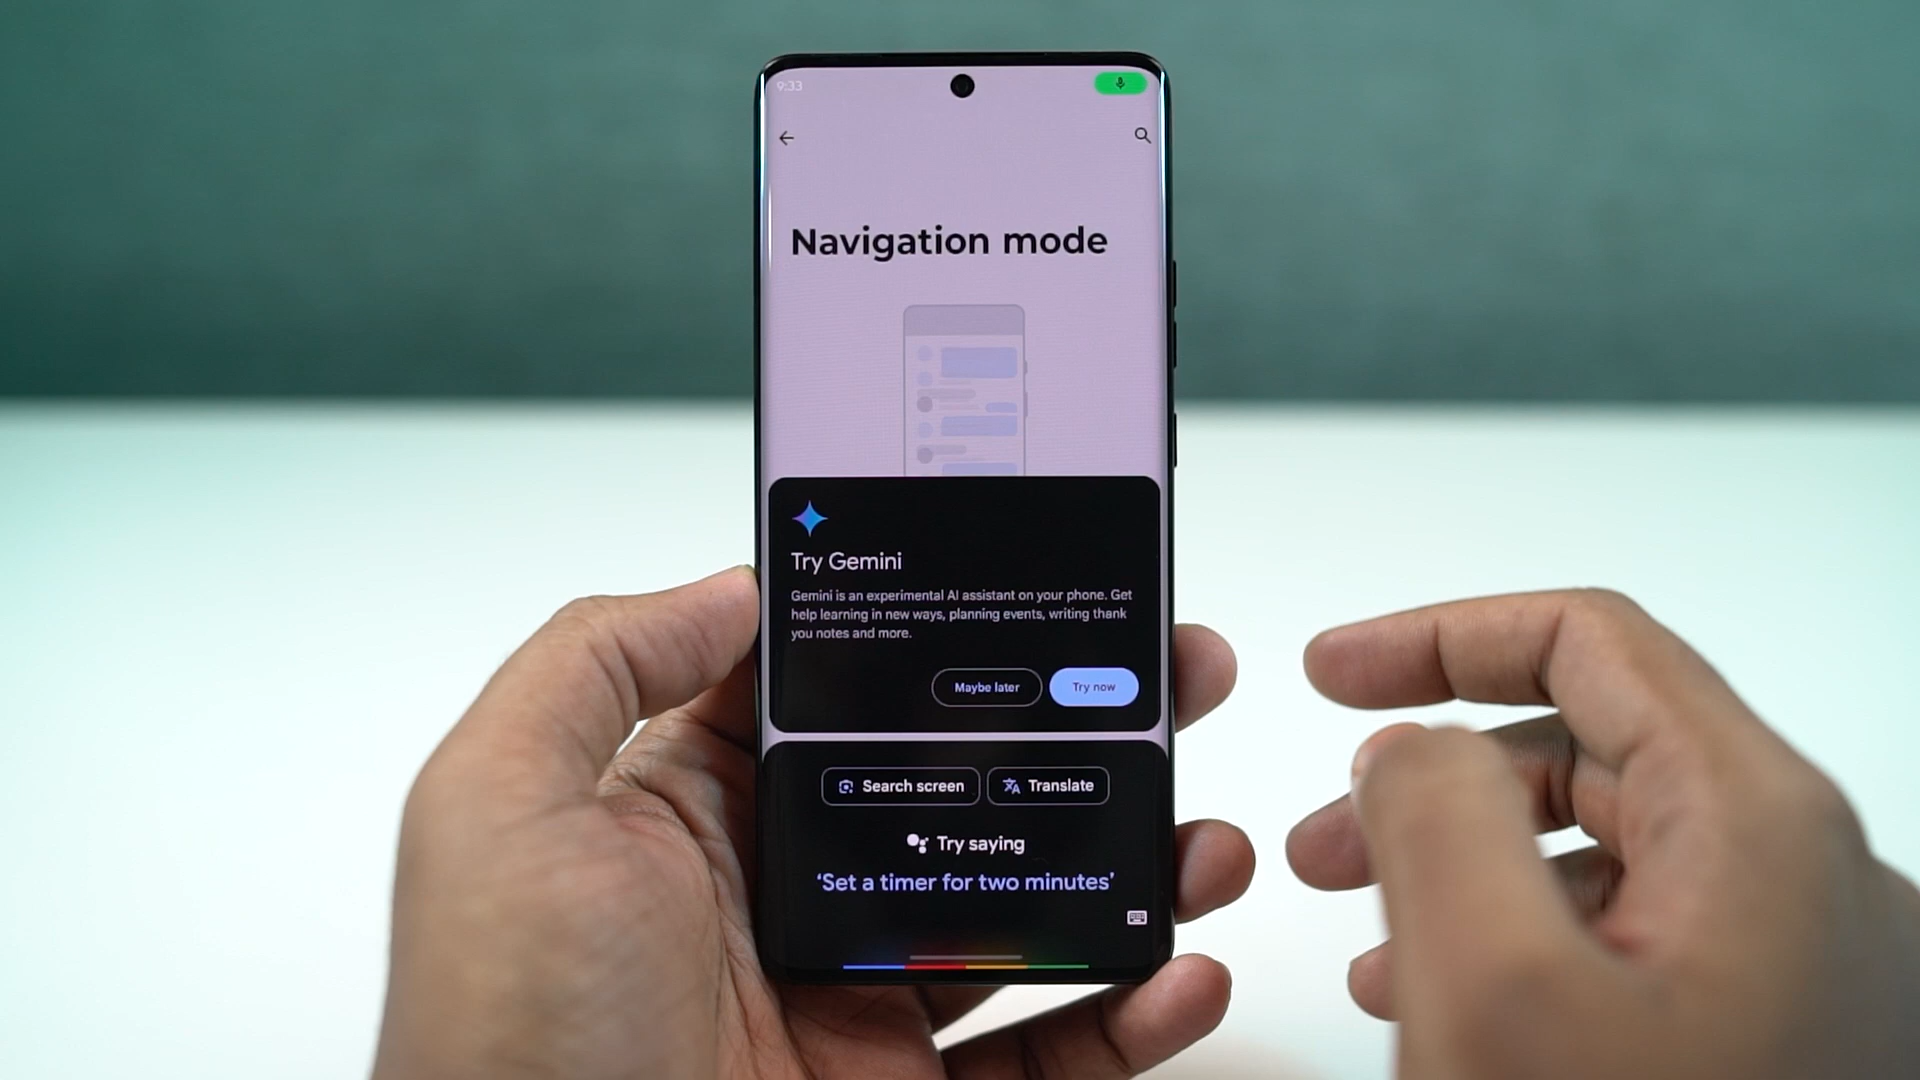 9:33
Navigation mode
Try Gemini
Gemini is an experimental AI assistant on your phone. Get
help learning in new ways, planning events, writing thank
you notes and more.
Maybe later
Try now
Search screen
Translate
Try saying
‘Set a timer for two minutes’